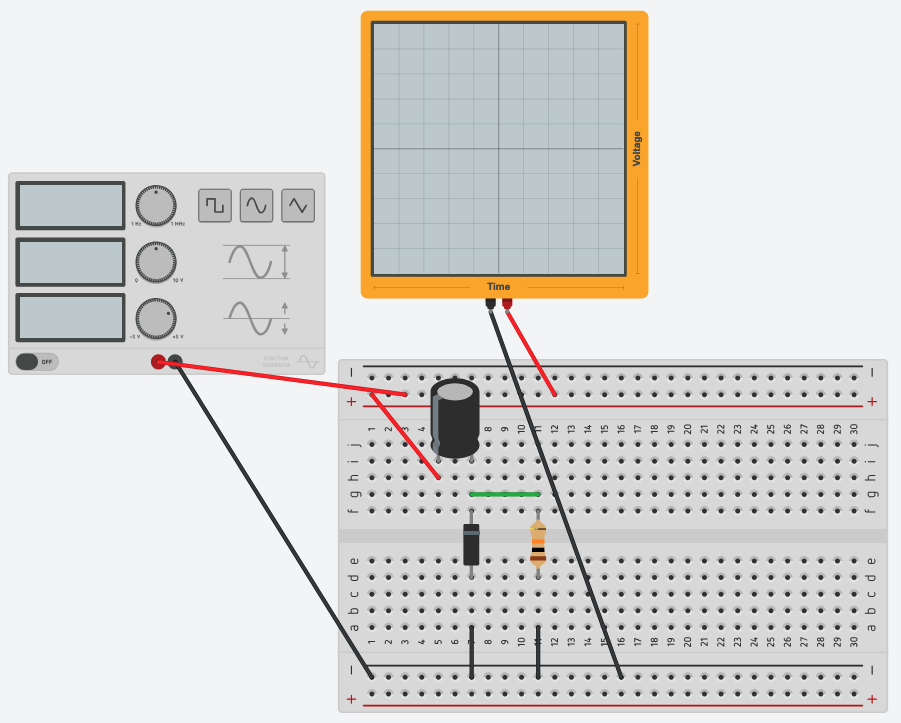 Voltage
Time
1 Hz 1 MHz
0 10 V
-5 V +5 V
OFF
FUNCTION
GENERATOR
− −
+ +
1 2 3 4 5 6 7 8 9 10 11 12 13 14 15 16 17 18 19 20 21 22 23 24 25 26 27 28 29 30
j j
i i
h h
g g
f f
e e
d d
c c
b b
a a
1 2 3 4 5 6 7 8 9 10 11 12 13 14 15 16 17 18 19 20 21 22 23 24 25 26 27 28 29 30
− −
+ +